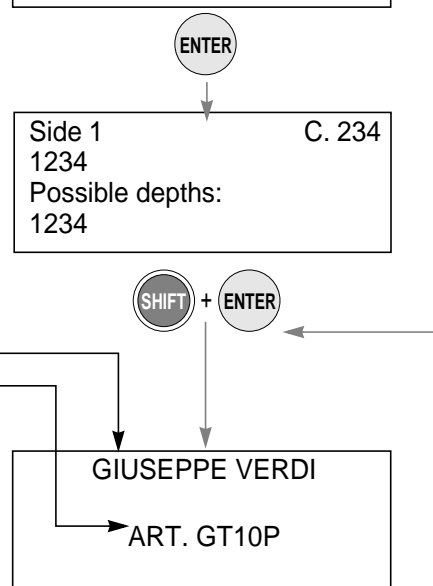 ENTER
Side 1 C. 234
1234
Possible depths:
1234
SHIFT + ENTER
GIUSEPPE VERDI
ART. GT10P